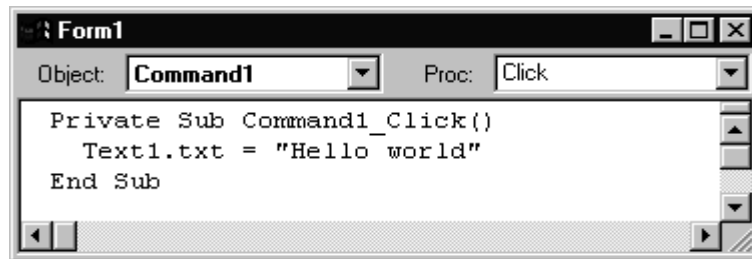 Form1
Object: Command1 Proc: Click
Private Sub Command1_Click()
Text1.txt = "Hello world"
End Sub